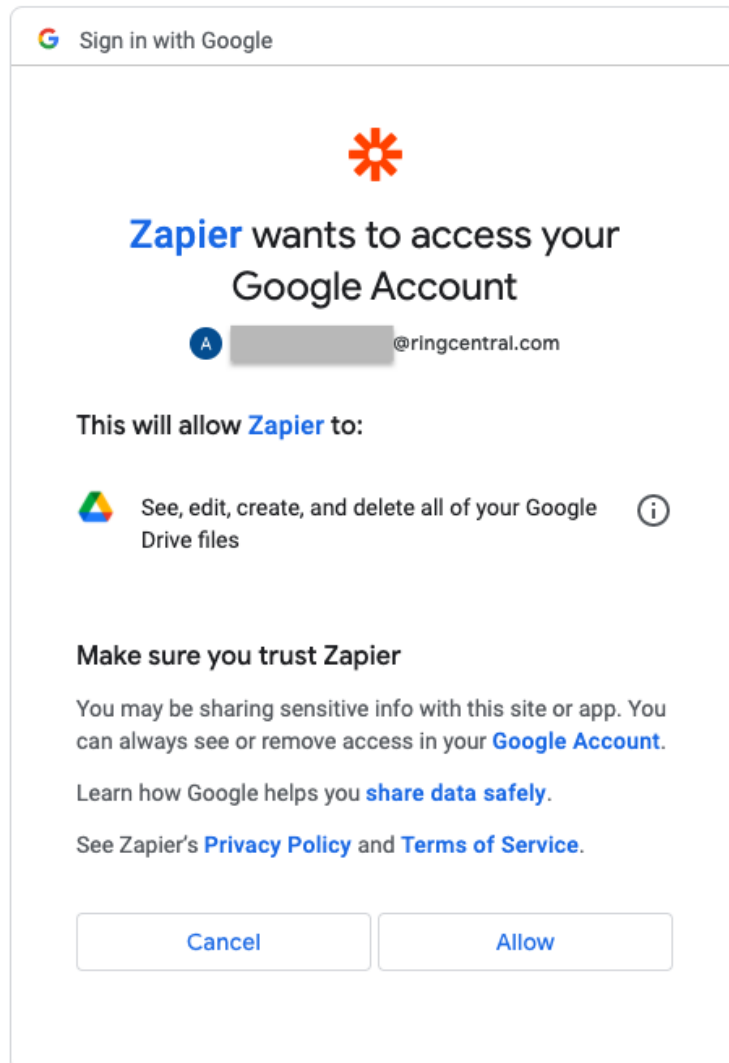 Sign in with Google
Zapier wants to access your
Google Account
A @ringcentral.com
This will allow Zapier to:
See, edit, create, and delete all of your Google
Drive files
Make sure you trust Zapier
You may be sharing sensitive info with this site or app. You
can always see or remove access in your Google Account.
Learn how Google helps you share data safely.
See Zapier’s Privacy Policy and Terms of Service.
Cancel Allow